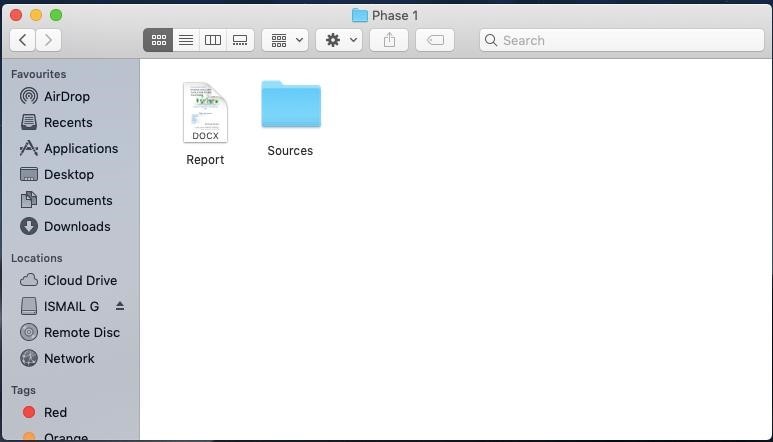 Phase 1
Search
Favourites
AirDrop
Recents
Applications
Desktop
Documents
Downloads
Locations
iCloud Drive
ISMAIL G
Remote Disc
Network
Tags
Red
Orange
DOCX
Report
Sources